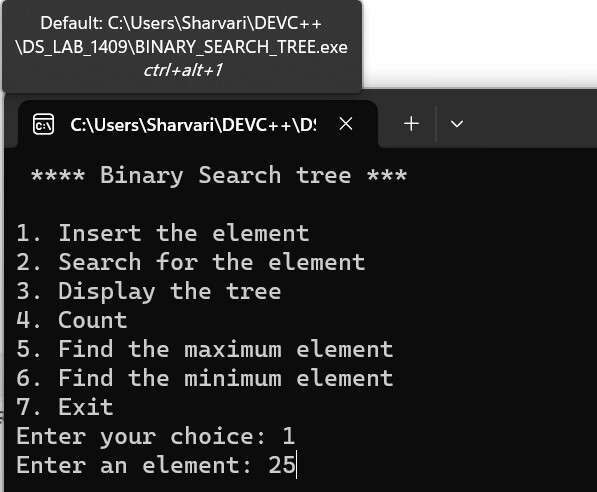 Default: C:\Users\Sharvari\DEVC++
\DS_LAB_1409\BINARY_SEARCH_TREE.exe
ctrl+alt+1
C:\Users\Sharvari\DEVC++\DS
**** Binary Search tree ***
1. Insert the element
2. Search for the element
3. Display the tree
4. Count
5. Find the maximum element
6. Find the minimum element
7. Exit
Enter your choice: 1
Enter an element: 25